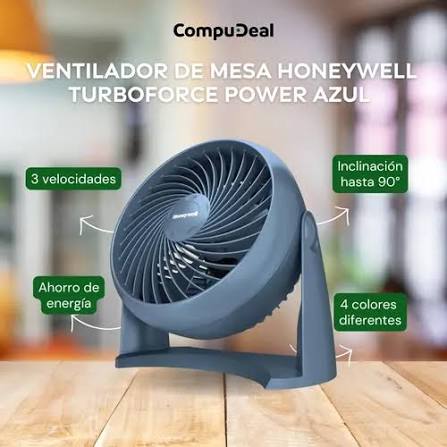 CompuDeal
VENTILADOR DE MESA HONEYWELL
TURBOFORCE POWER AZUL
3 velocidades
Inclinación
hasta 90°
Honeywell
Ahorro de
energía
4 colores
diferentes